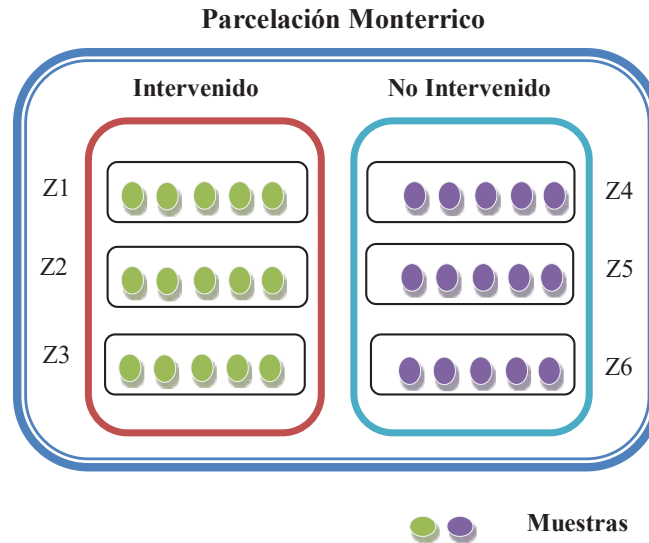 Parcelación Monterrico
Intervenido No Intervenido
Z1 Z4
Z2 Z5
Z3 Z6
Muestras